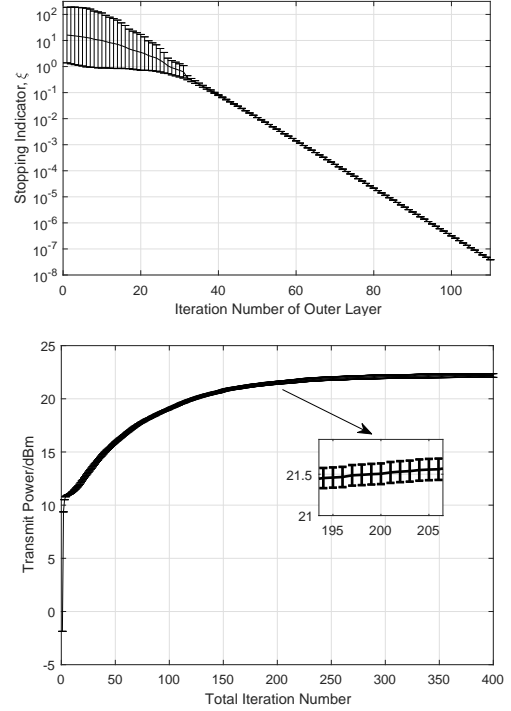 10^2
10^1
10^0
10^-1
10^-2
10^-3
10^-4
10^-5
10^-6
10^-7
10^-8
Stopping Indicator, ξ
0 20 40 60 80 100
Iteration Number of Outer Layer
25
20
15
10
5
0
-5
Transmit Power/dBm
21.5
21
195 200 205
0 50 100 150 200 250 300 350 400
Total Iteration Number